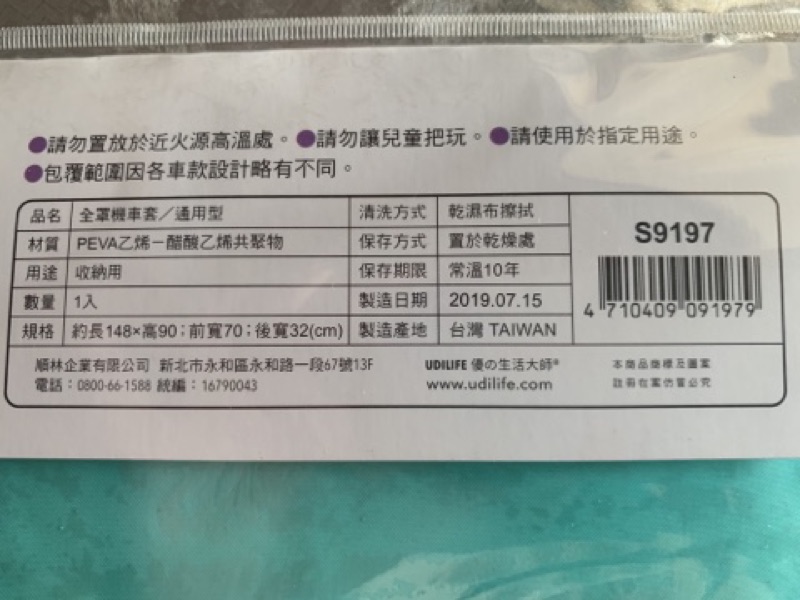 ●請勿置放於近火源高溫處。●請勿讓兒童把玩。●請使用於指定用途。
●包覆範圍因各車款設計略有不同。
品名 全罩機車套／通用型 清洗方式 乾濕布擦拭
材質 PEVA乙烯－醋酸乙烯共聚物 保存方式 置於乾燥處
用途 收納用 保存期限 常溫10年
數量 1入 製造日期 2019.07.15
規格 約長148×高90；前寬70；後寬32(cm) 製造產地 台灣 TAIWAN
S9197
4 710409 091979
順林企業有限公司 新北市永和區永和路一段67號13F
電話：0800-66-1588 統編：16790043
UDILIFE 優の生活大師®
www.udilife.com
本商品商標及圖案
註冊在案仿冒必究